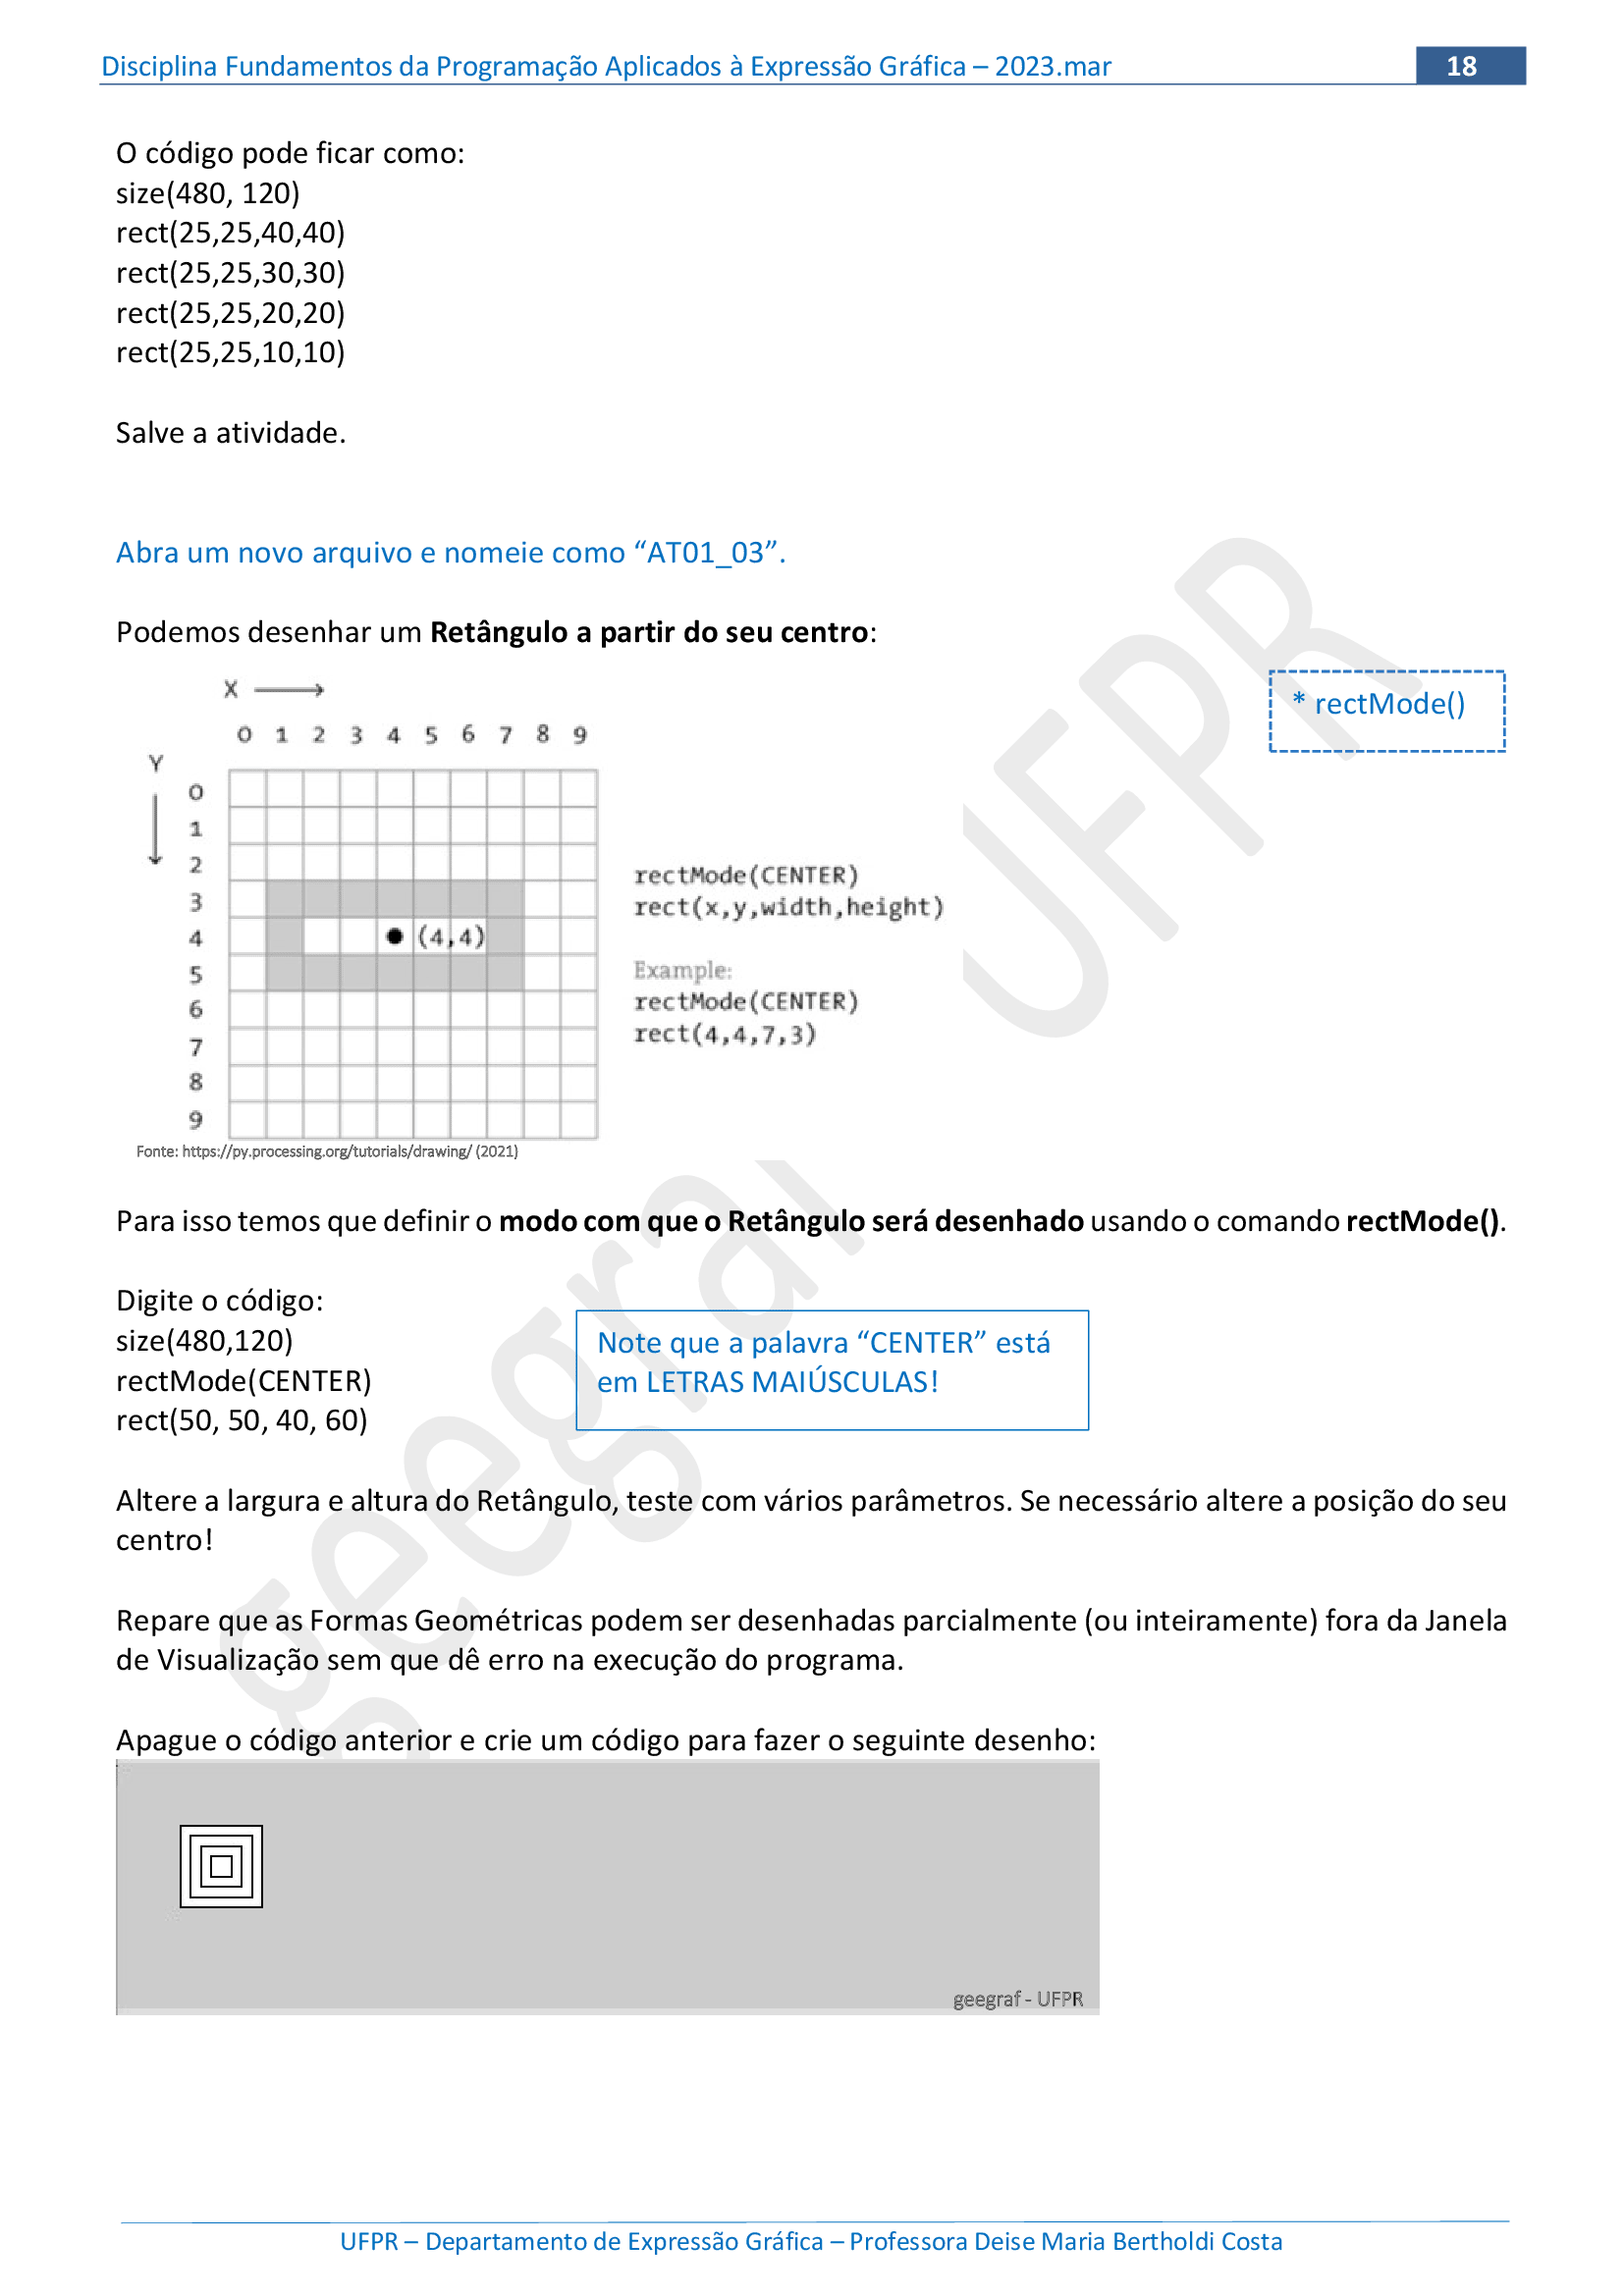 Disciplina Fundamentos da Programação Aplicados à Expressão Gráfica – 2023.mar 18
O código pode ficar como:
size(480, 120)
rect(25,25,40,40)
rect(25,25,30,30)
rect(25,25,20,20)
rect(25,25,10,10)
Salve a atividade.
Abra um novo arquivo e nomeie como “AT01_03”.
Podemos desenhar um Retângulo a partir do seu centro:
* rectMode()
X
0 1 2 3 4 5 6 7 8 9
Y
0
1
2
3
4
5
6
7
8
9
(4,4)
rectMode(CENTER)
rect(x,y,width,height)
Example:
rectMode(CENTER)
rect(4,4,7,3)
Fonte: https://py.processing.org/tutorials/drawing/ (2021)
Para isso temos que definir o modo com que o Retângulo será desenhado usando o comando rectMode().
Digite o código:
size(480,120)
rectMode(CENTER)
rect(50, 50, 40, 60)
Note que a palavra “CENTER” está
em LETRAS MAIÚSCULAS!
Altere a largura e altura do Retângulo, teste com vários parâmetros. Se necessário altere a posição do seu
centro!
Repare que as Formas Geométricas podem ser desenhadas parcialmente (ou inteiramente) fora da Janela
de Visualização sem que dê erro na execução do programa.
Apague o código anterior e crie um código para fazer o seguinte desenho:
geegraf - UFPR
geegraf UFPR
UFPR – Departamento de Expressão Gráfica – Professora Deise Maria Bertholdi Costa